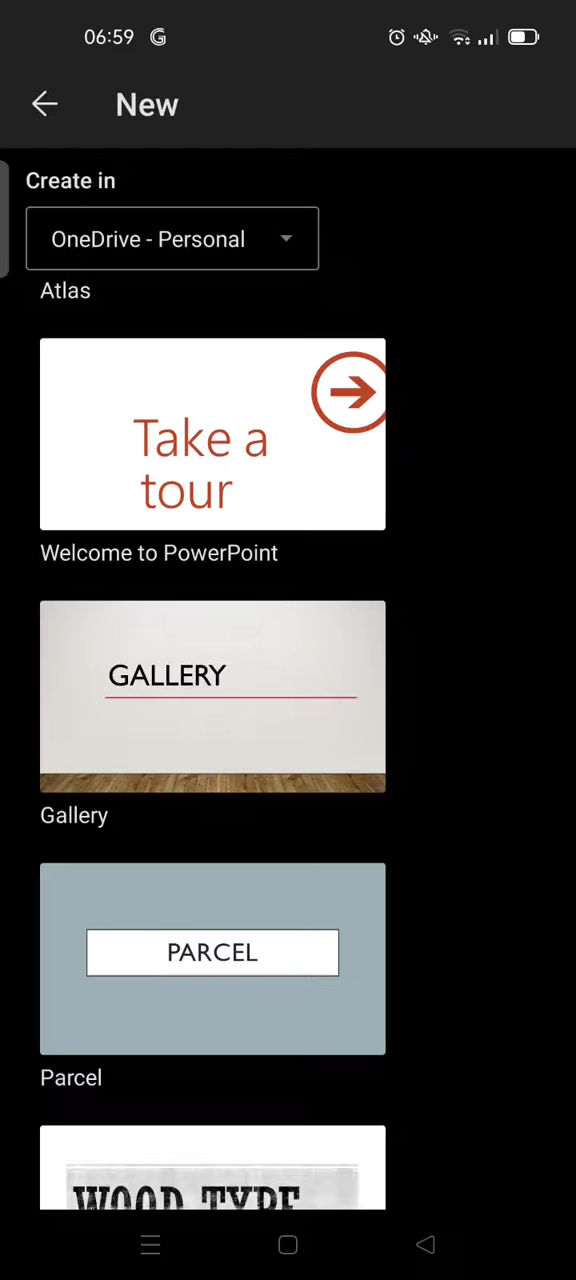 06:59
New
Create in
OneDrive - Personal
Atlas
Take a
tour
Welcome to PowerPoint
GALLERY
Gallery
PARCEL
Parcel
WOOD TYPE